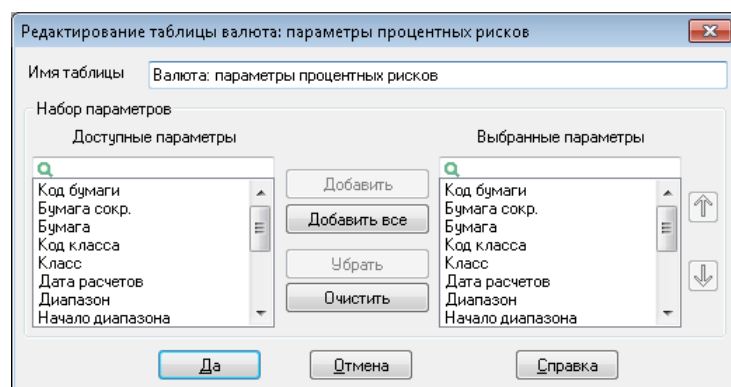 Редактирование таблицы валюта: параметры процентных рисков
Имя таблицы
Валюта: параметры процентных рисков
Набор параметров
Доступные параметры
Выбранные параметры
Код бумаги
Бумага сокр.
Бумага
Код класса
Класс
Дата расчетов
Диапазон
Начало диапазона
Добавить
Добавить все
Убрать
Очистить
Код бумаги
Бумага сокр.
Бумага
Код класса
Класс
Дата расчетов
Диапазон
Начало диапазона
Да
Отмена
Справка